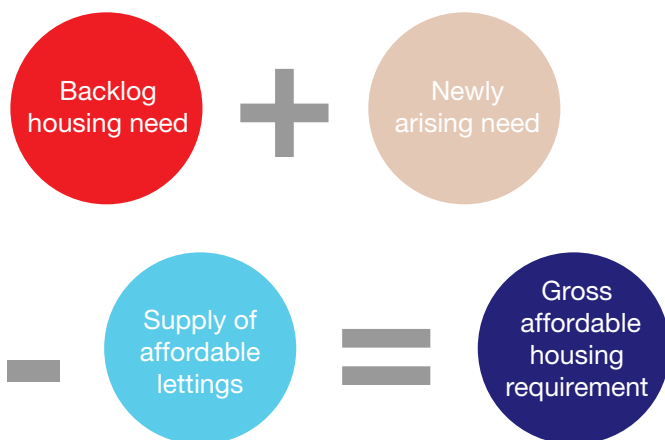 Backlog
housing need
+
Newly
arising need
-
Supply of
affordable
lettings
=
Gross
affordable
housing
requirement